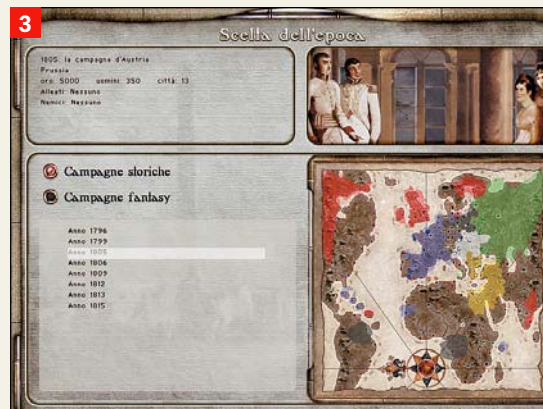 3
Scelta dell'epoca
1805: la campagna d'Austria
Prussia
oro: 5000 uomini: 350 città: 13
Alleati: Nessuno
Nemici: Nessuno
Campagne storiche
Campagne fantasy
Anno 1796
Anno 1799
Anno 1805
Anno 1806
Anno 1809
Anno 1812
Anno 1813
Anno 1815